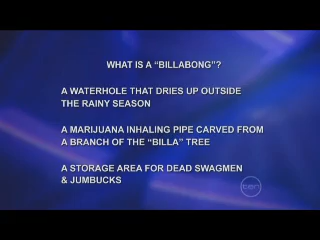 WHAT IS A "BILLABONG"?
A WATERHOLE THAT DRIES UP OUTSIDE
THE RAINY SEASON
A MARIJUANA INHALING PIPE CARVED FROM
A BRANCH OF THE "BILLA" TREE
A STORAGE AREA FOR DEAD SWAGMEN
& JUMBUCKS
ten